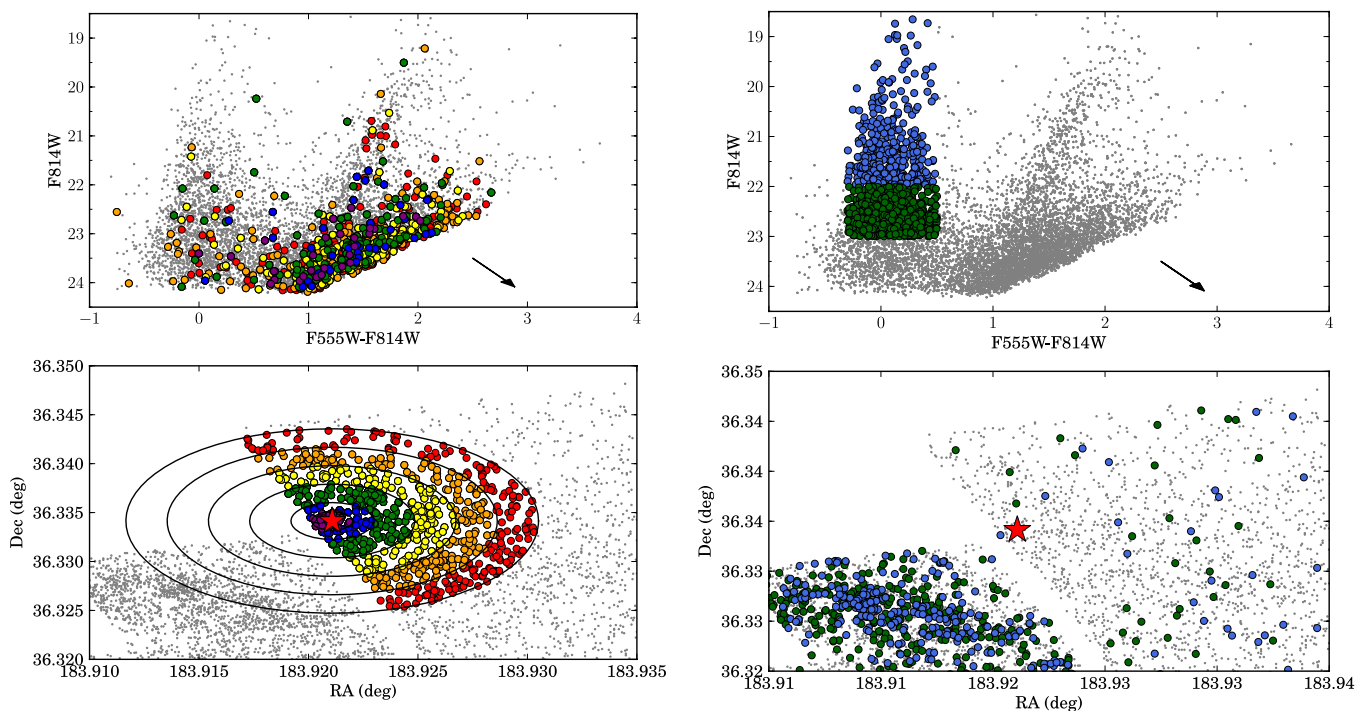 19
20
21
22
23
24
F814W
−1 0 1 2 3 4
F555W-F814W
19
20
21
22
23
24
F814W
−1 0 1 2 3 4
F555W-F814W
36.350
36.345
36.340
36.335
36.330
36.325
36.320
Dec (deg)
183.910 183.915 183.920 183.925 183.930 183.935
RA (deg)
36.35
36.34
36.34
36.34
36.33
36.33
36.32
Dec (deg)
183.91 183.91 183.92 183.93 183.93 183.94
RA (deg)